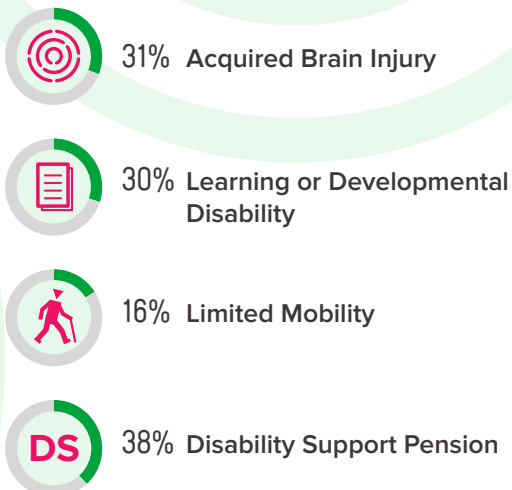 31% Acquired Brain Injury
30% Learning or Developmental
Disability
16% Limited Mobility
DS 38% Disability Support Pension